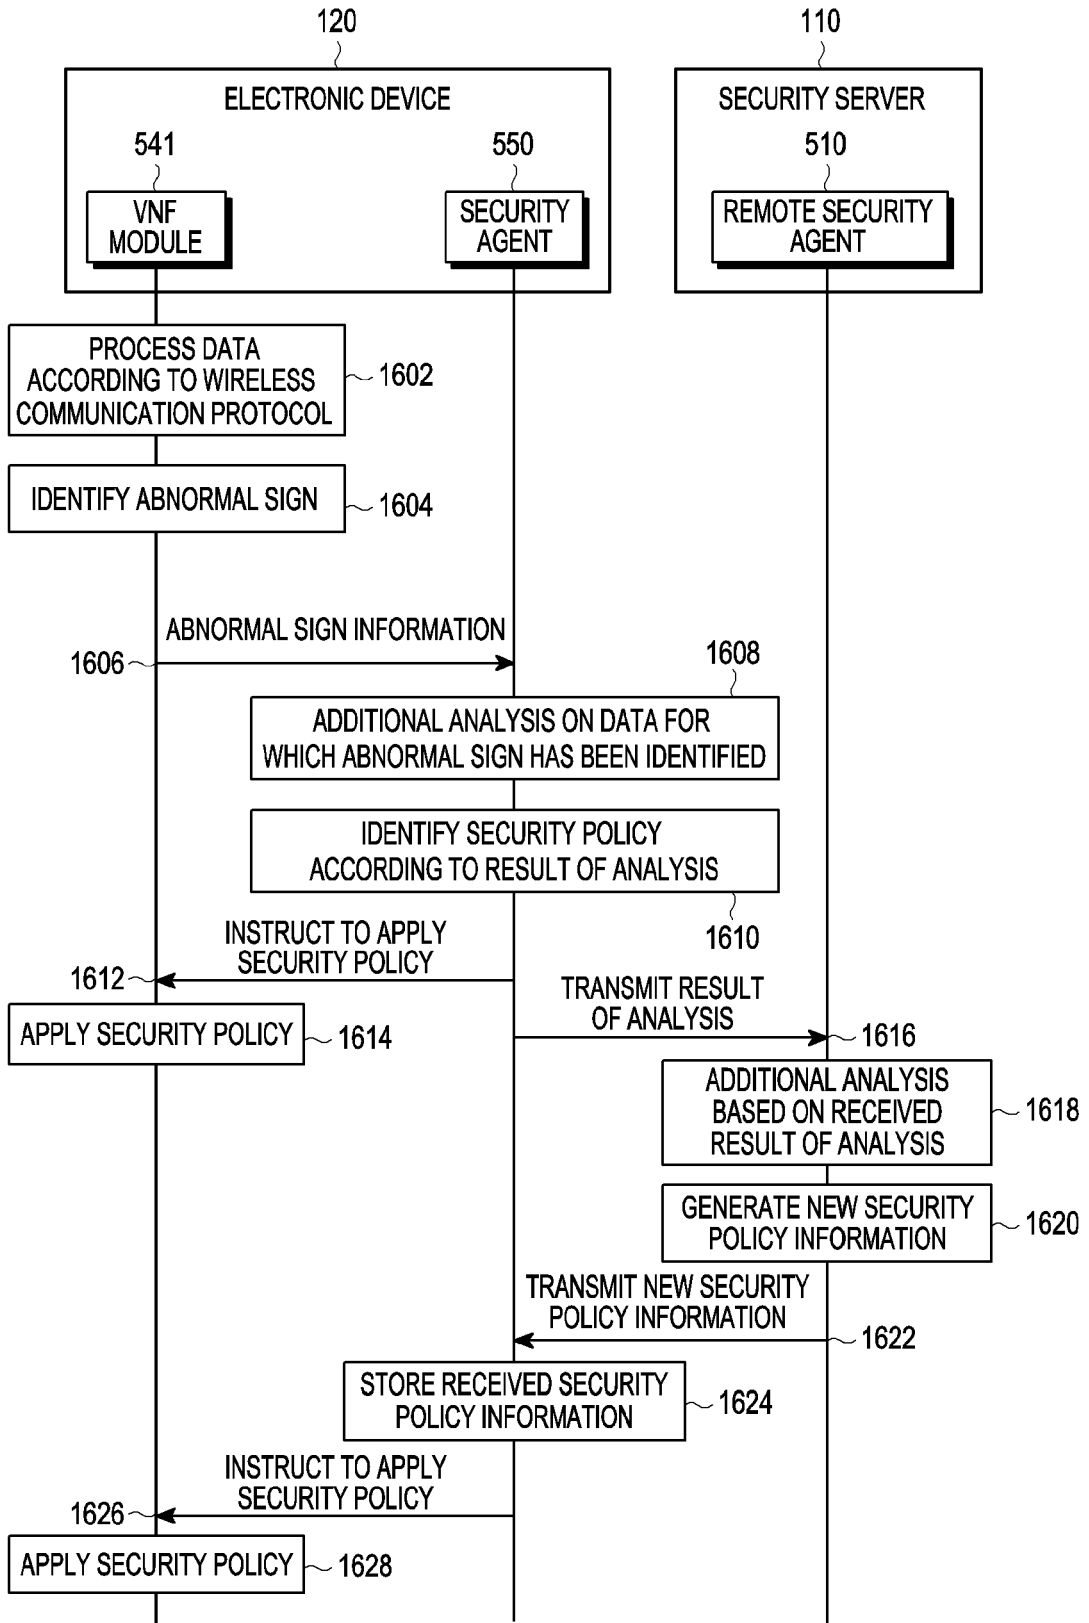 120
110
ELECTRONIC DEVICE
SECURITY SERVER
541
550
510
VNF
MODULE
SECURITY
AGENT
REMOTE SECURITY
AGENT
PROCESS DATA
ACCORDING TO WIRELESS
COMMUNICATION PROTOCOL
1602
IDENTIFY ABNORMAL SIGN
1604
ABNORMAL SIGN INFORMATION
1606
1608
ADDITIONAL ANALYSIS ON DATA FOR
WHICH ABNORMAL SIGN HAS BEEN IDENTIFIED
IDENTIFY SECURITY POLICY
ACCORDING TO RESULT OF ANALYSIS
1610
INSTRUCT TO APPLY
SECURITY POLICY
1612
APPLY SECURITY POLICY
1614
TRANSMIT RESULT
OF ANALYSIS
1616
ADDITIONAL ANALYSIS
BASED ON RECEIVED
RESULT OF ANALYSIS
1618
GENERATE NEW SECURITY
POLICY INFORMATION
1620
TRANSMIT NEW SECURITY
POLICY INFORMATION
1622
STORE RECEIVED SECURITY
POLICY INFORMATION
1624
INSTRUCT TO APPLY
SECURITY POLICY
1626
APPLY SECURITY POLICY
1628